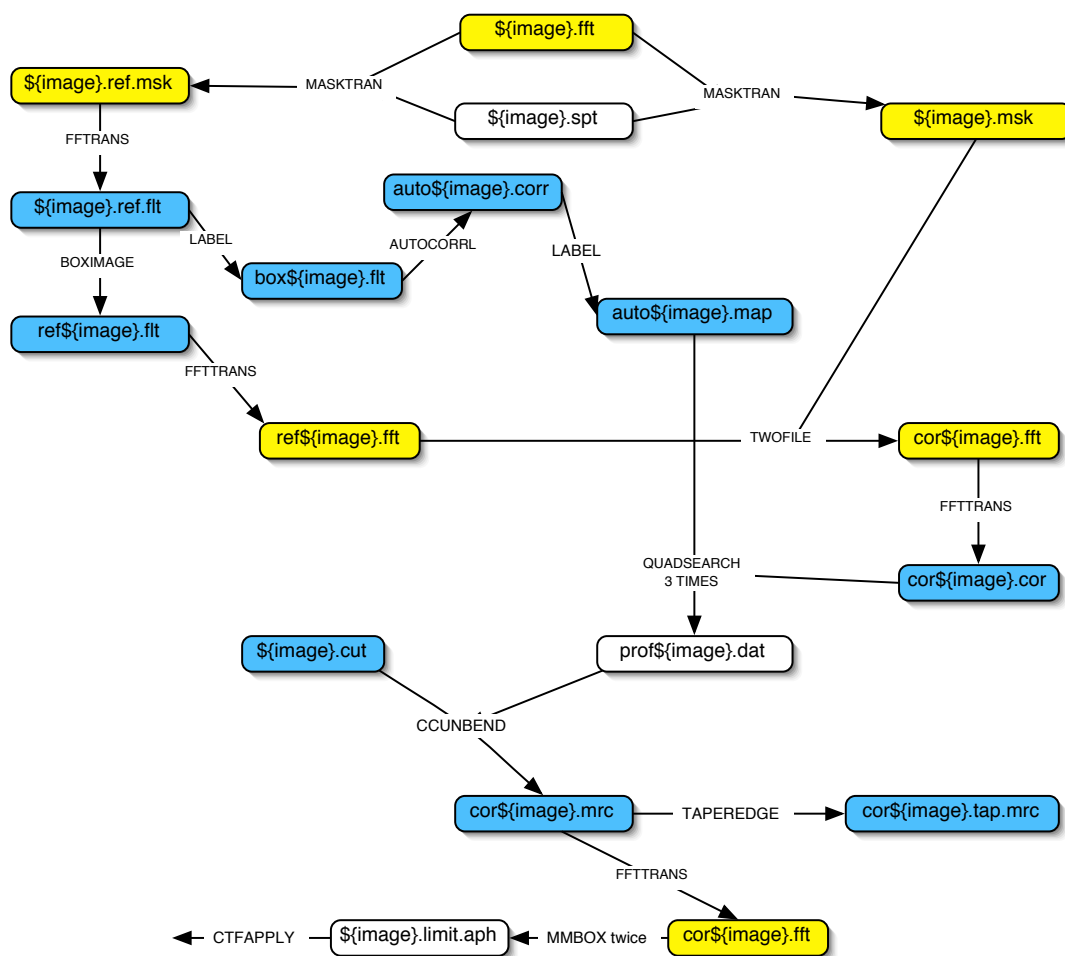 ${image}.fft
${image}.ref.msk
MASKTRAN
MASKTRAN
${image}.spt
${image}.msk
FFTRANS
auto${image}.corr
${image}.ref.flt
LABEL
AUTOCORRL
LABEL
BOXIMAGE
box${image}.flt
auto${image}.map
ref${image}.flt
FFTTRANS
ref${image}.fft
TWOFILE
cor${image}.fft
FFTTRANS
QUADSEARCH
3 TIMES
cor${image}.cor
${image}.cut
prof${image}.dat
CCUNBEND
cor${image}.mrc
TAPEREDGE
cor${image}.tap.mrc
FFTTRANS
CTFAPPLY
${image}.limit.aph
MMBOX twice
cor${image}.fft